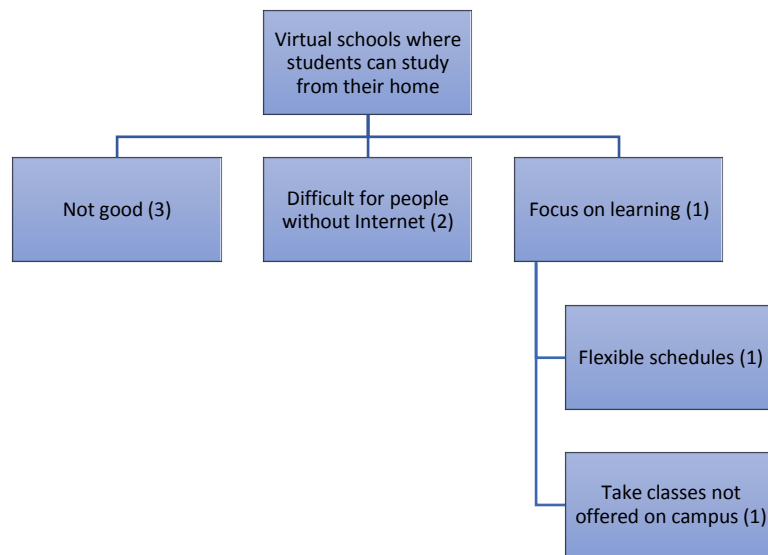 Virtual schools where
students can study
from their home
Not good (3)
Difficult for people
without Internet (2)
Focus on learning (1)
Flexible schedules (1)
Take classes not
offered on campus (1)